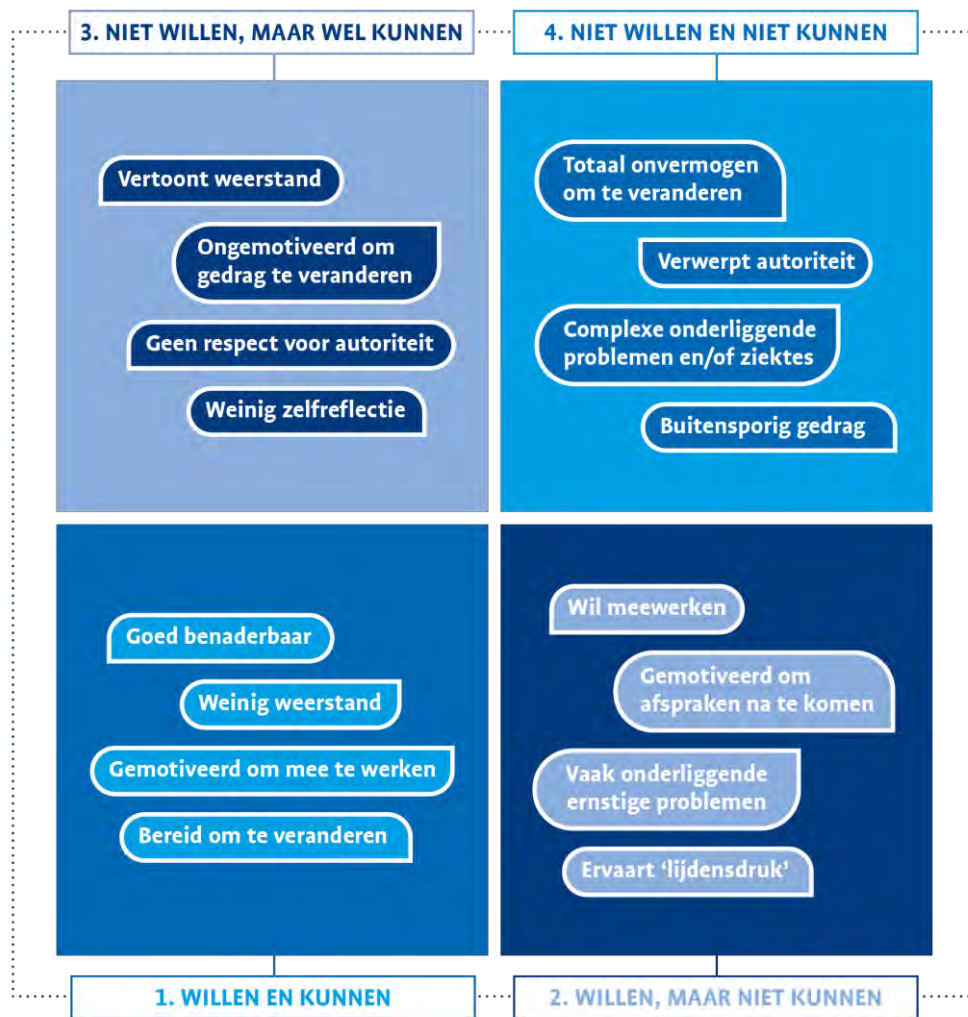 3. NIET WILLEN, MAAR WEL KUNNEN
4. NIET WILLEN EN NIET KUNNEN
Vertoont weerstand
Ongemotiveerd om
gedrag te veranderen
Geen respect voor autoriteit
Weinig zelfreflectie
Totaal onvermogen
om te veranderen
Verwerpt autoriteit
Complexe onderliggende
problemen en/of ziektes
Buitensporig gedrag
Goed benaderbaar
Weinig weerstand
Gemotiveerd om mee te werken
Bereid om te veranderen
Wil meewerken
Gemotiveerd om
afspraken na te komen
Vaak onderliggende
ernstige problemen
Ervaart ‘lijdensdruk’
1. WILLEN EN KUNNEN
2. WILLEN, MAAR NIET KUNNEN